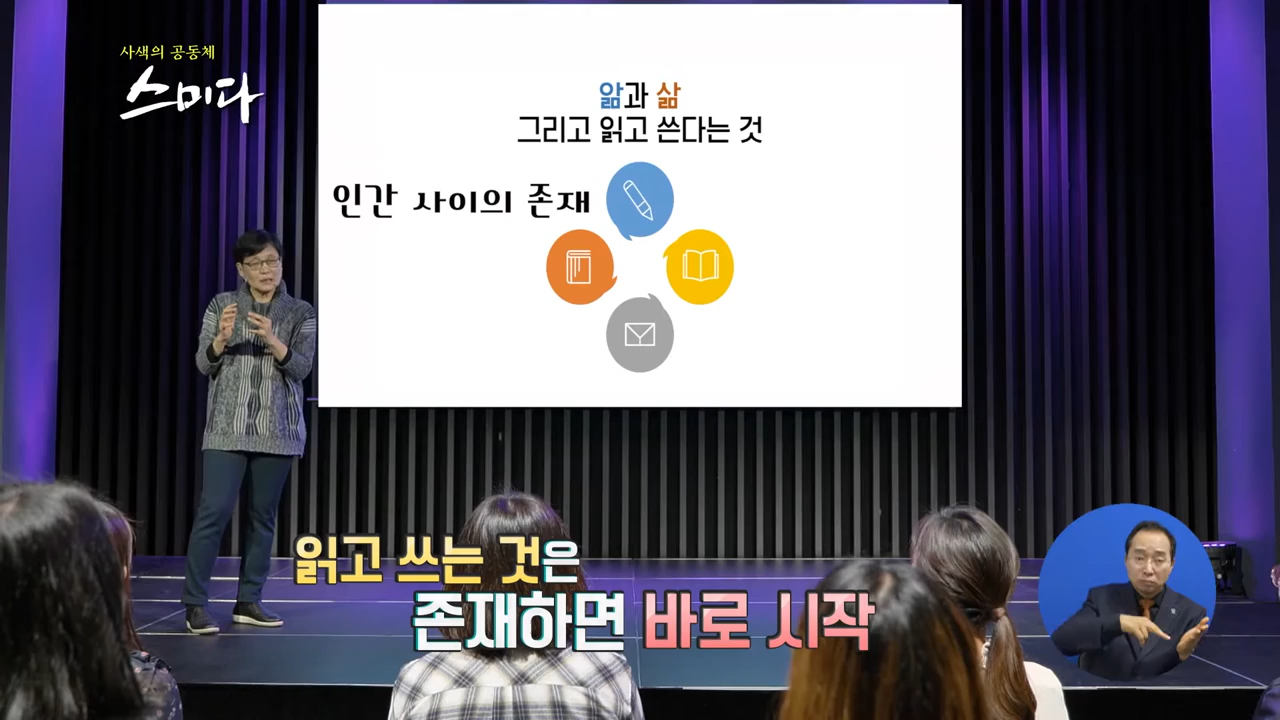 사색의 공동체
스미다
앎과 삶
그리고 읽고 쓴다는 것
인간 사이의 존재
읽고 쓰는 것은
존재하면 바로 시작